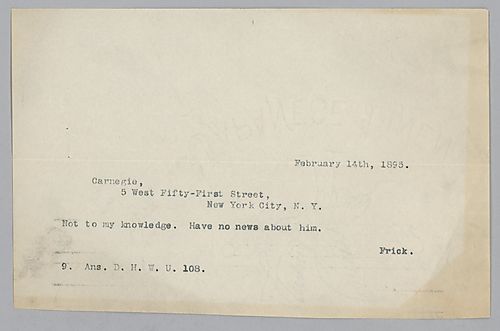 February 14th, 1895.
Carnegie,
5 West Fifty-First Street,
New York City, N. Y.
Not to my knowledge. Have no news about him.
Frick.
9. Ans. D. H. W. U. 108.